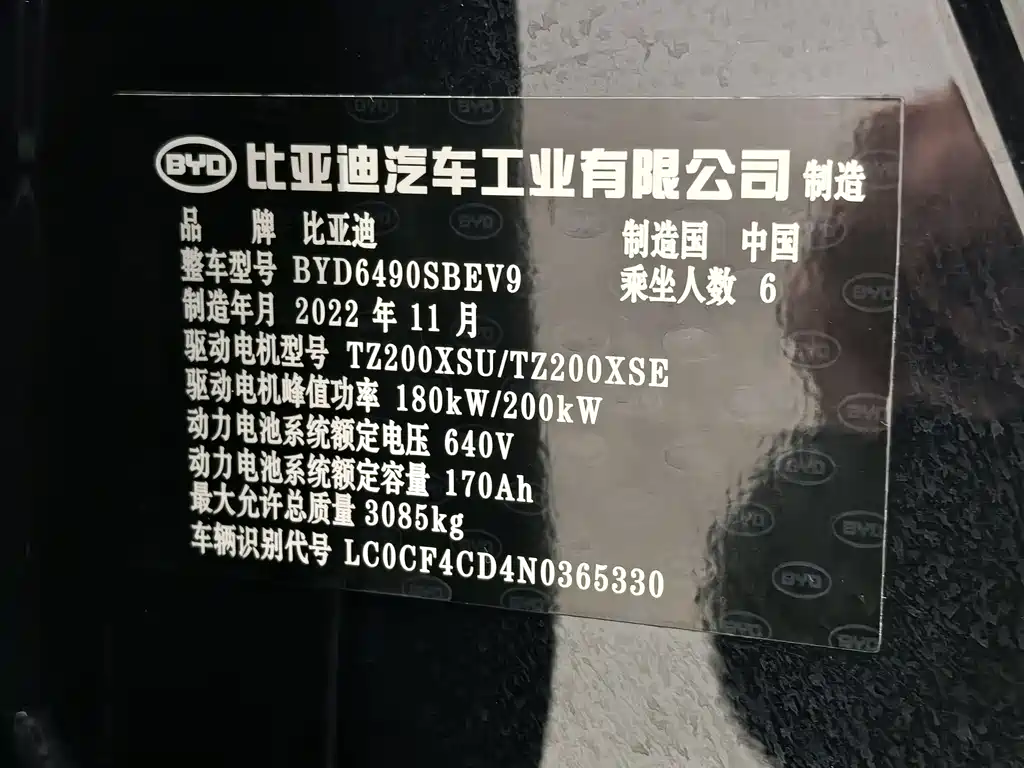 BYD 比亚迪汽车工业有限公司 制造
品 牌 比亚迪 制造国 中国
整车型号 BYD6490SBEV9 乘坐人数 6
制造年月 2022 年 11 月
驱动电机型号 TZ200XSU/TZ200XSE
驱动电机峰值功率 180kW/200kW
动力电池系统额定电压 640V
动力电池系统额定容量 170Ah
最大允许总质量 3085kg
车辆识别代号 LC0CF4CD4N0365330